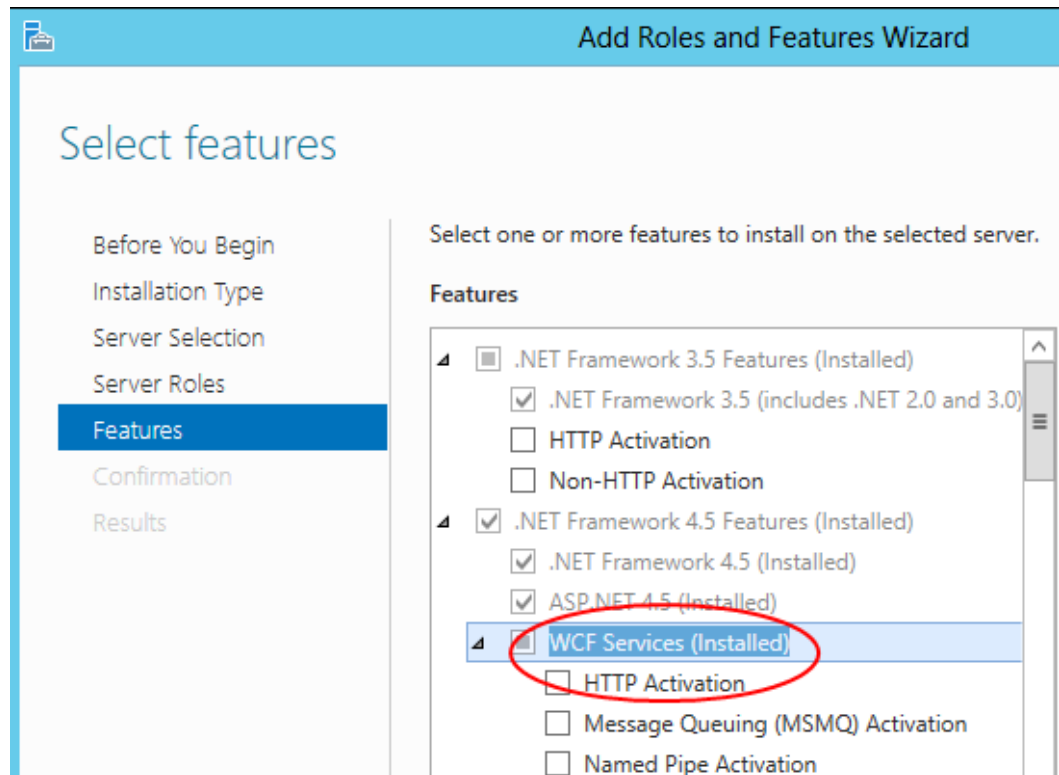 Add Roles and Features Wizard
Select features
Before You Begin
Installation Type
Server Selection
Server Roles
Features
Confirmation
Results
Select one or more features to install on the selected server.
Features
.NET Framework 3.5 Features (Installed)
.NET Framework 3.5 (includes .NET 2.0 and 3.0)
HTTP Activation
Non-HTTP Activation
.NET Framework 4.5 Features (Installed)
.NET Framework 4.5 (Installed)
ASP.NET 4.5 (Installed)
WCF Services (Installed)
HTTP Activation
Message Queuing (MSMQ) Activation
Named Pipe Activation